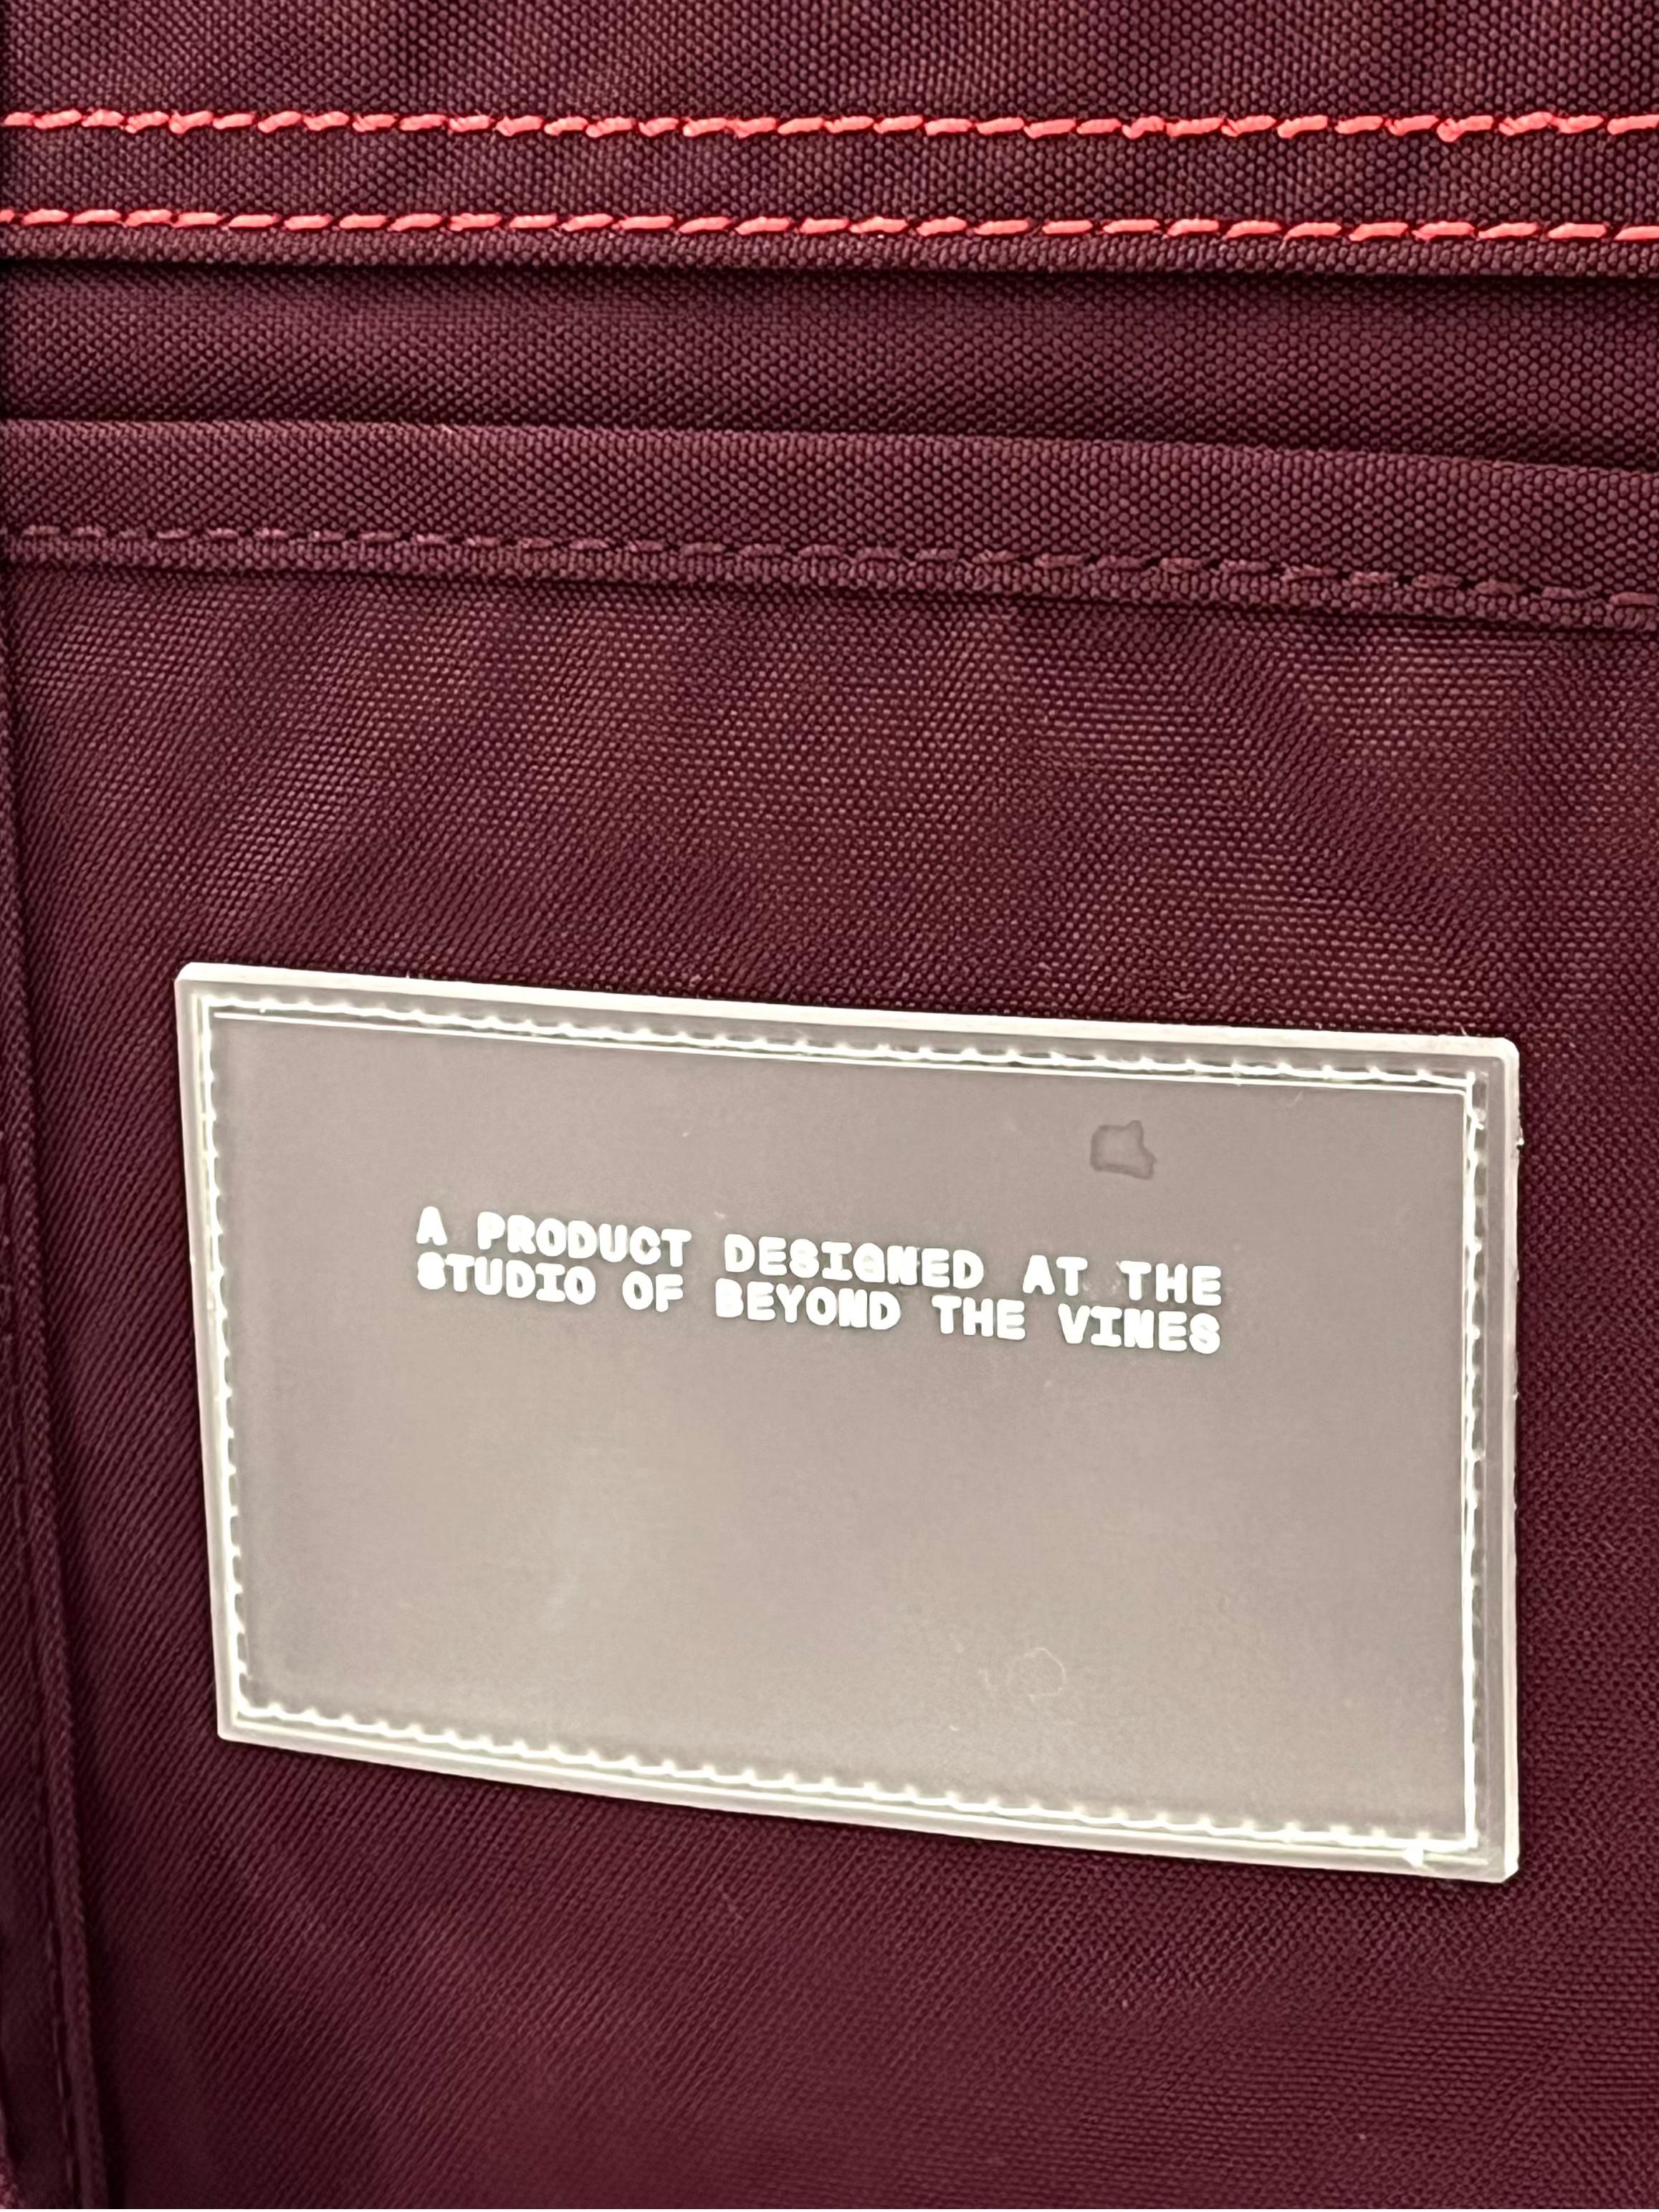 A PRODUCT DESIGNED AT THE
STUDIO OF BEYOND THE VINES